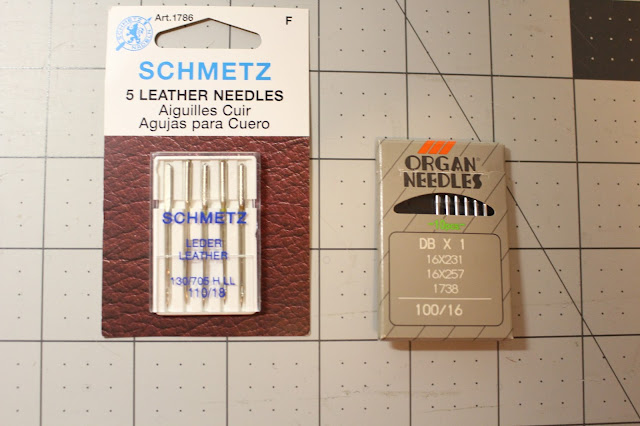 Art.1786
F
SCHMETZ
5 LEATHER NEEDLES
Aiguilles Cuir
Agujas para Cuero
SCHMETZ
LEDER
LEATHER
130/705 H LL
110/18
ORGAN
NEEDLES
DB X 1
16X231
16X257
1738
100/16